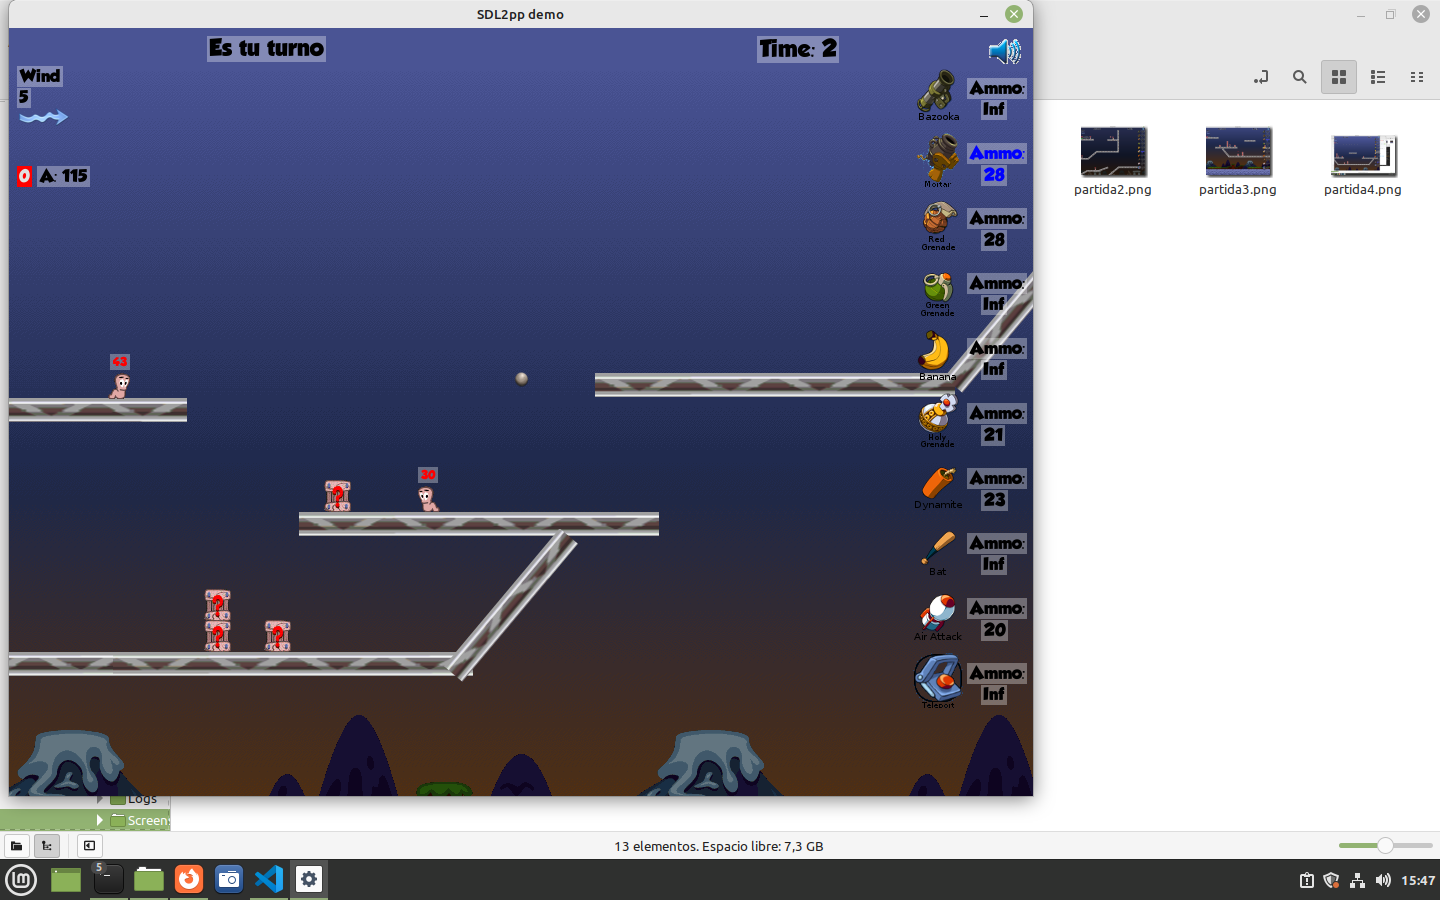 SDL2pp demo
Es tu turno
Time: 2
Wind
5
0 A: 115
Bazooka
Ammo:
Inf
Mortar
Ammo:
28
Red
Grenade
Ammo:
28
Green
Grenade
Ammo:
Inf
Banana
Ammo:
Inf
Holy
Grenade
Ammo:
21
Dynamite
Ammo:
23
Bat
Ammo:
Inf
Air Attack
Ammo:
20
Teleport
Ammo:
Inf
43
30
?
?
?
?
partida2.png
partida3.png
partida4.png
Logs
Screens
13 elementos. Espacio libre: 7,3 GB
5
lm
15:47